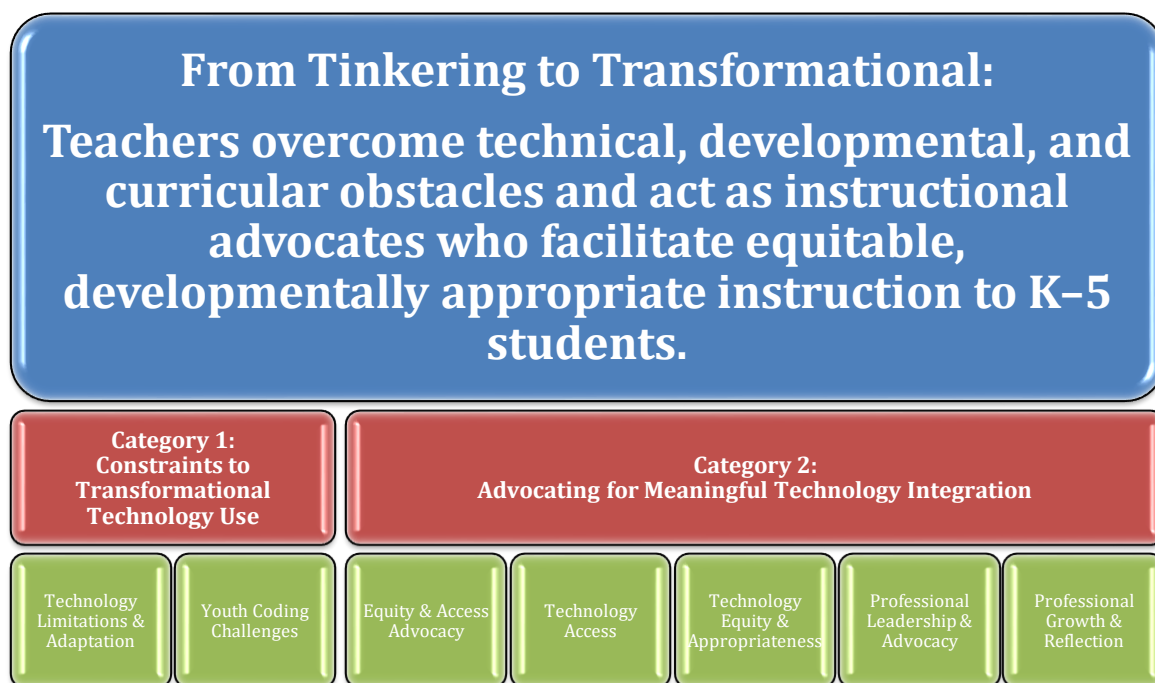 From Tinkering to Transformational:
Teachers overcome technical, developmental, and
curricular obstacles and act as instructional
advocates who facilitate equitable,
developmentally appropriate instruction to K–5
students.
Category 1:
Constraints to
Transformational
Technology Use
Category 2:
Advocating for Meaningful Technology Integration
Technology
Limitations &
Adaptation
Youth Coding
Challenges
Equity & Access
Advocacy
Technology
Access
Technology
Equity &
Appropriateness
Professional
Leadership &
Advocacy
Professional
Growth &
Reflection